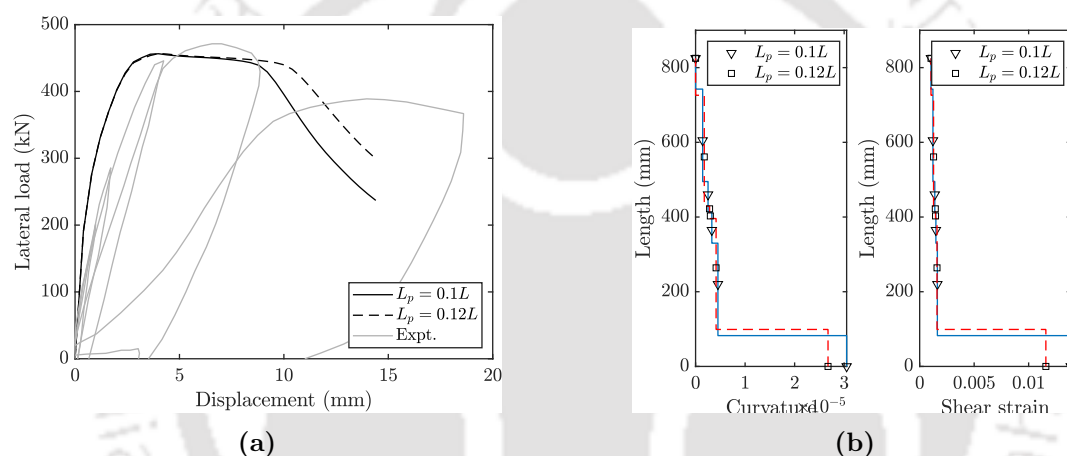 500
400
300
200
100
0
0 5 10 15 20
Lateral load (kN)
Displacement (mm)
L_p = 0.1L
L_p = 0.12L
Expt.
(a)
800
600
400
200
0
0 1 2 3
×10⁻⁵
Length (mm)
Curvature
L_p = 0.1L
L_p = 0.12L
800
600
400
200
0
0 0.005 0.01
Length (mm)
Shear strain
L_p = 0.1L
L_p = 0.12L
(b)